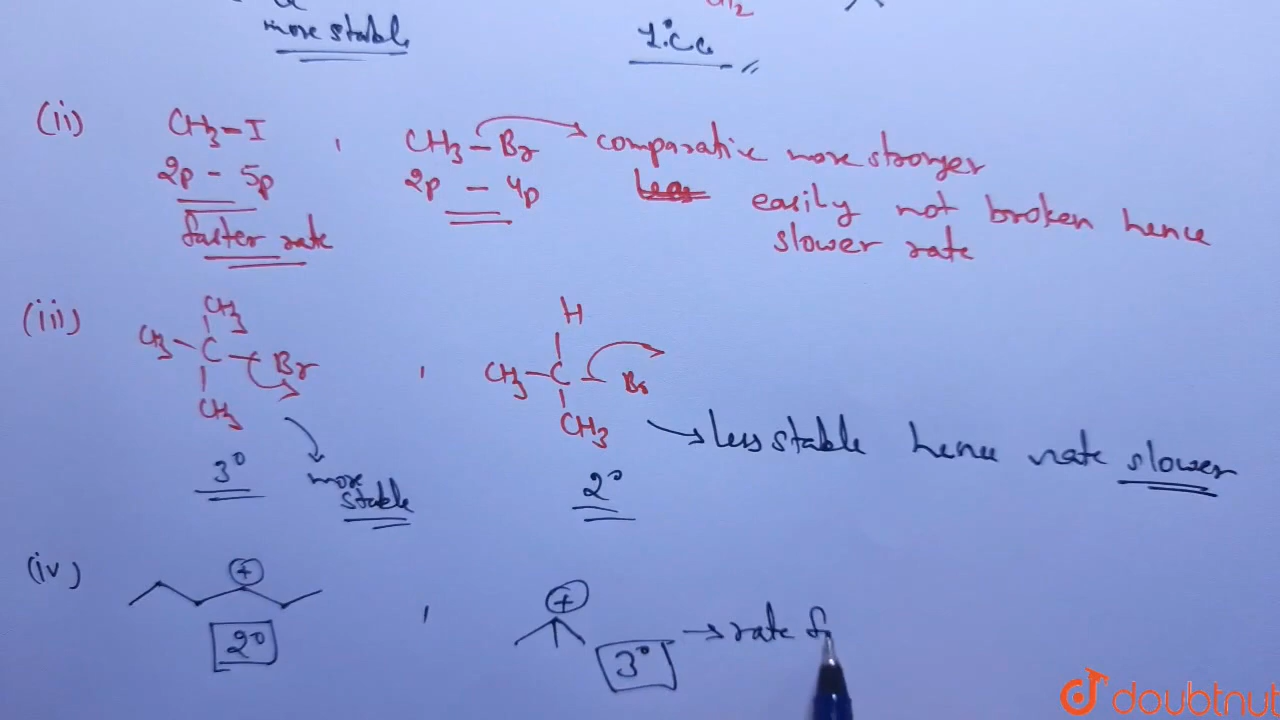 more stable
1°C C
(ii) CH3-I , CH3-Br comparative more stronger
2p - 5p 2p - 4p easily not broken hence
faster rate slower rate
(iii) CH3 H
CH3-C-Br , CH3-C-Br
CH3 CH3 less stable hence rate slower
3° more stable 2°
(iv) + , +
2° 3° → rate f
doubtnut